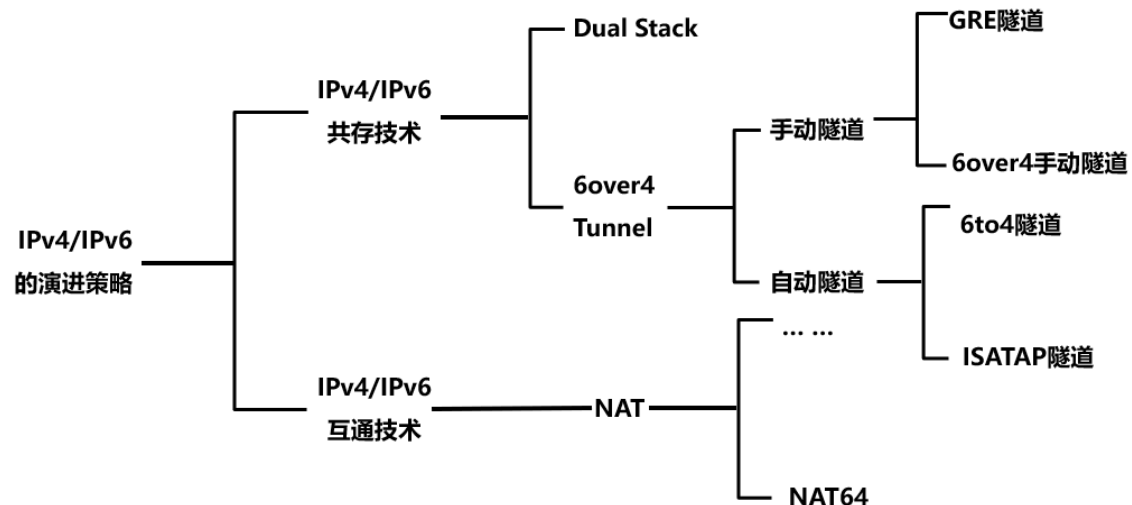 IPv4/IPv6
的演进策略
IPv4/IPv6
共存技术
Dual Stack
6over4
Tunnel
手动隧道
GRE隧道
6over4手动隧道
自动隧道
6to4隧道
ISATAP隧道
IPv4/IPv6
互通技术
NAT
... ...
NAT64